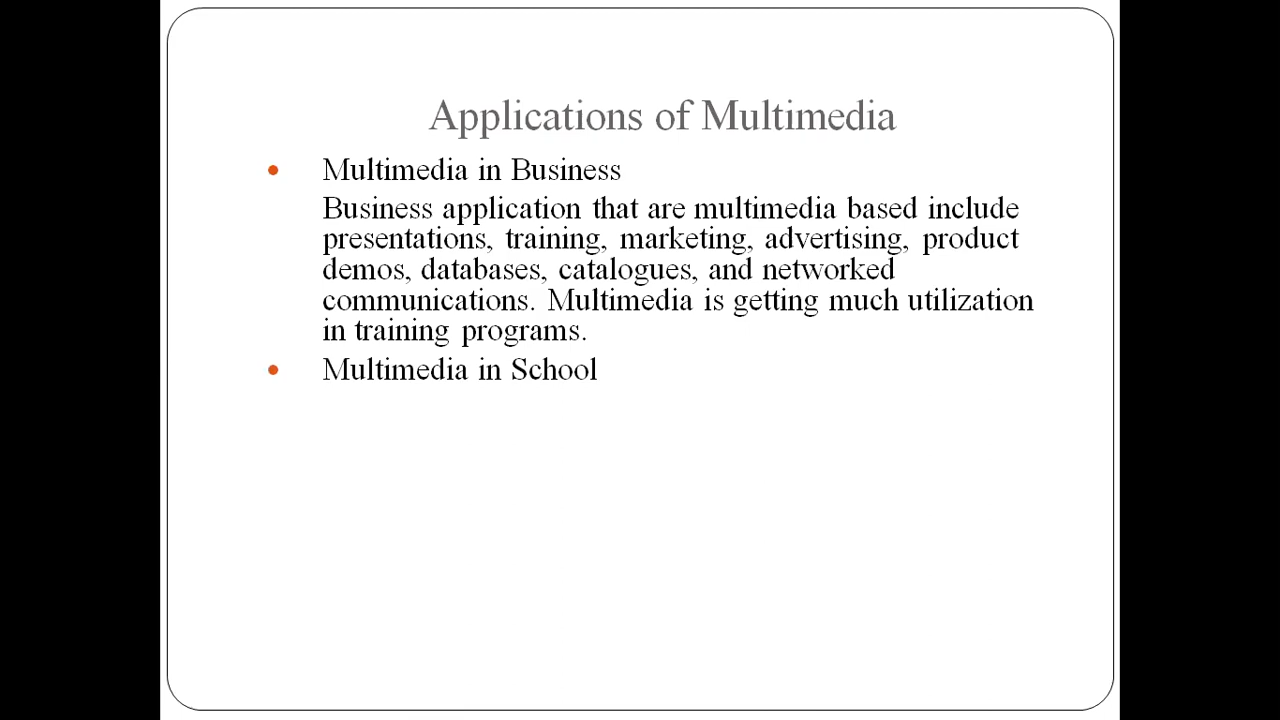 Applications of Multimedia
• Multimedia in Business
Business application that are multimedia based include
presentations, training, marketing, advertising, product
demos, databases, catalogues, and networked
communications. Multimedia is getting much utilization
in training programs.
• Multimedia in School